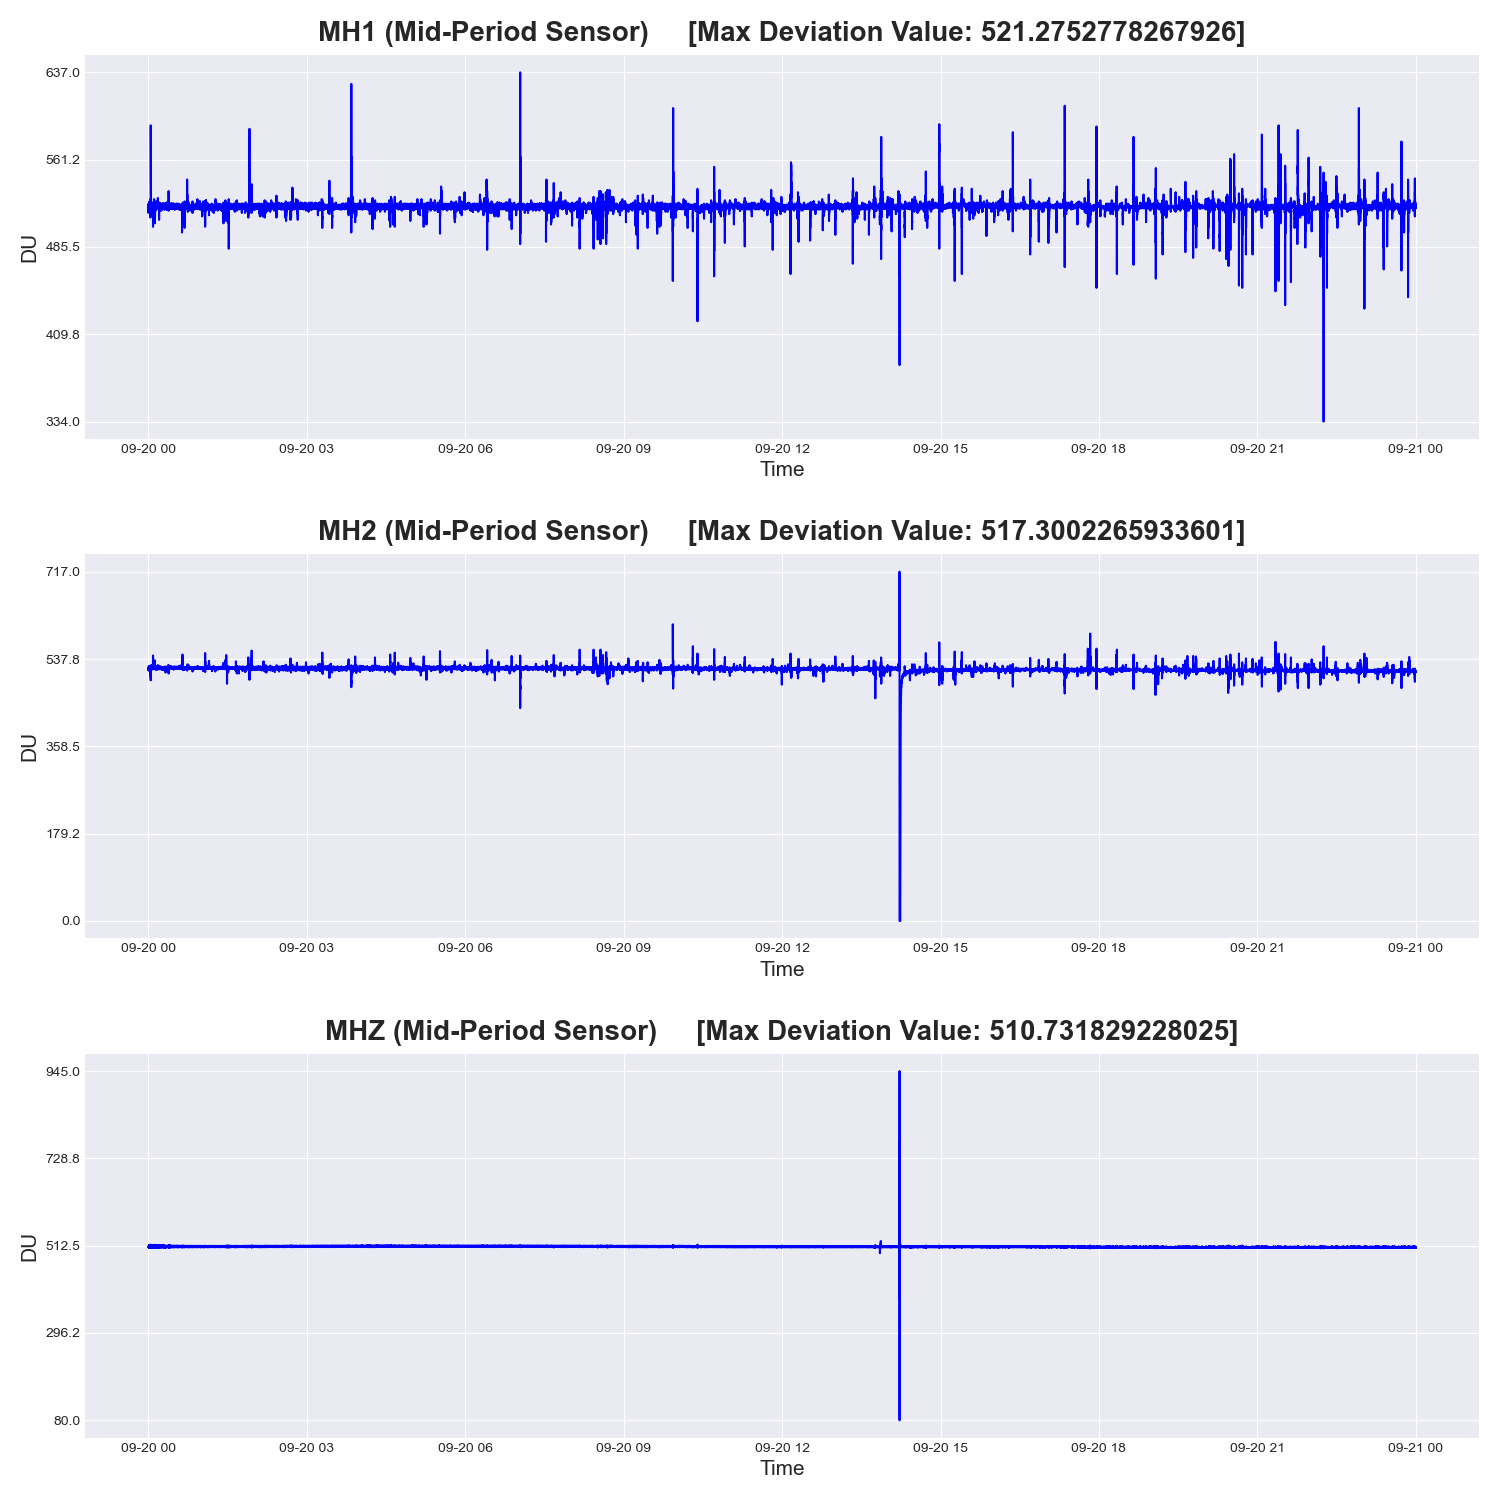 MH1 (Mid-Period Sensor) [Max Deviation Value: 521.2752778267926]
637.0
561.2
485.5
409.8
334.0
DU
09-20 00 09-20 03 09-20 06 09-20 09 09-20 12 09-20 15 09-20 18 09-20 21 09-21 00
Time
MH2 (Mid-Period Sensor) [Max Deviation Value: 517.3002265933601]
717.0
537.8
358.5
179.2
0.0
DU
09-20 00 09-20 03 09-20 06 09-20 09 09-20 12 09-20 15 09-20 18 09-20 21 09-21 00
Time
MHZ (Mid-Period Sensor) [Max Deviation Value: 510.731829228025]
945.0
728.8
512.5
296.2
80.0
DU
09-20 00 09-20 03 09-20 06 09-20 09 09-20 12 09-20 15 09-20 18 09-20 21 09-21 00
Time